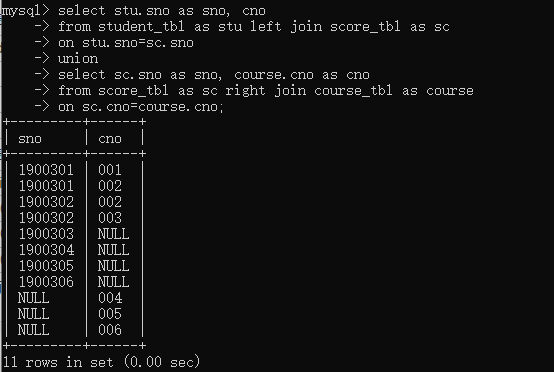 mysql> select stu.sno as sno, cno
-> from student_tbl as stu left join score_tbl as sc
-> on stu.sno=sc.sno
-> union
-> select sc.sno as sno, course.cno as cno
-> from score_tbl as sc right join course_tbl as course
-> on sc.cno=course.cno;
+---------+------+
| sno | cno |
+---------+------+
| 1900301 | 001 |
| 1900301 | 002 |
| 1900302 | 002 |
| 1900302 | 003 |
| 1900303 | NULL |
| 1900304 | NULL |
| 1900305 | NULL |
| 1900306 | NULL |
| NULL | 004 |
| NULL | 005 |
| NULL | 006 |
+---------+------+
11 rows in set (0.00 sec)